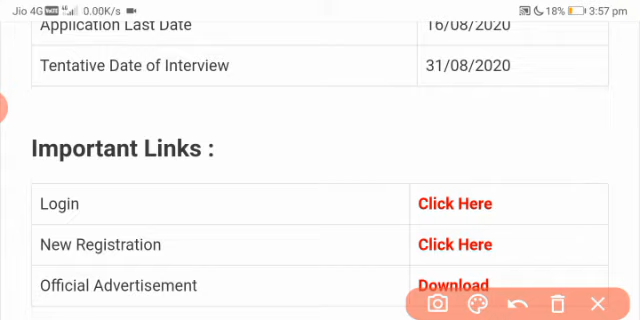 Jio 4G VoLTE 4G 0.00K/s 18% 3:57 pm
Application Last Date 16/08/2020
Tentative Date of Interview 31/08/2020
Important Links :
Login Click Here
New Registration Click Here
Official Advertisement Download